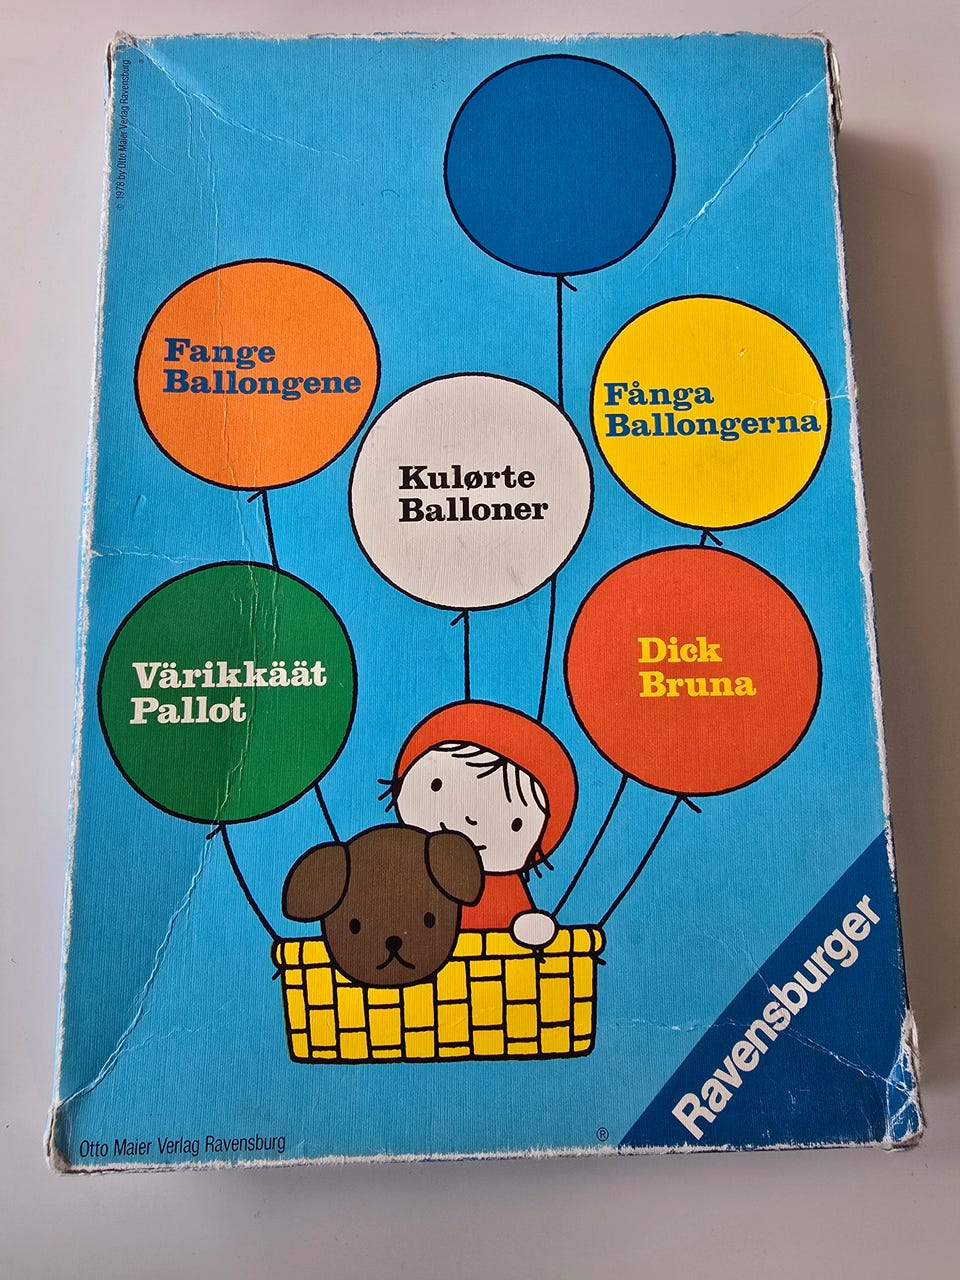 © 1978 by Otto Maier Verlag Ravensburg
Fange
Ballongene
Fånga
Ballongerna
Kulørte
Balloner
Värikkäät
Pallot
Dick
Bruna
Ravensburger
®
Otto Maier Verlag Ravensburg